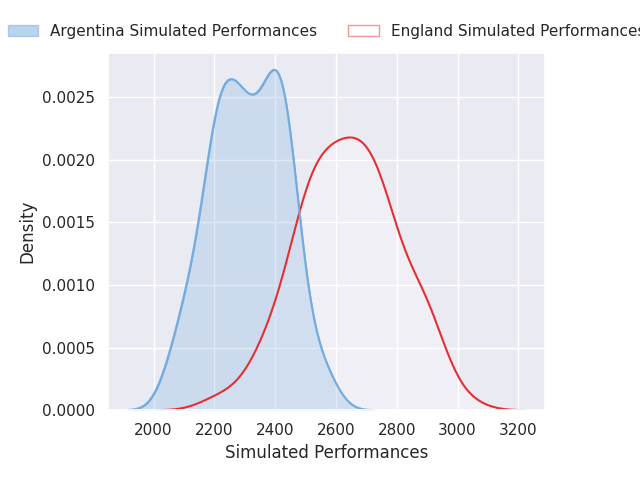 Argentina Simulated Performances
England Simulated Performances
0.0025
0.0020
0.0015
0.0010
0.0005
0.0000
Density
2000 2200 2400 2600 2800 3000 3200
Simulated Performances